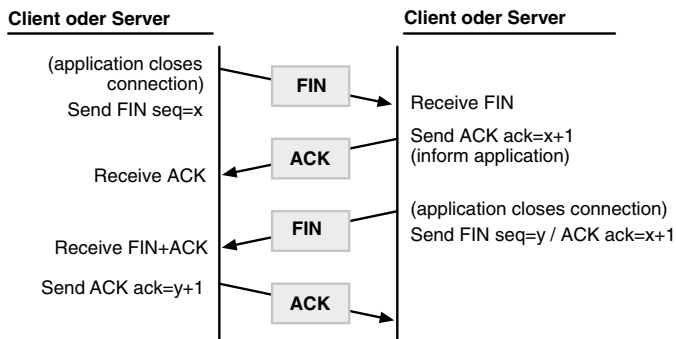 Client oder Server
Client oder Server
(application closes
connection)
Send FIN seq=x
FIN
Receive FIN
Send ACK ack=x+1
(inform application)
ACK
Receive ACK
(application closes connection)
Send FIN seq=y / ACK ack=x+1
FIN
Receive FIN+ACK
Send ACK ack=y+1
ACK